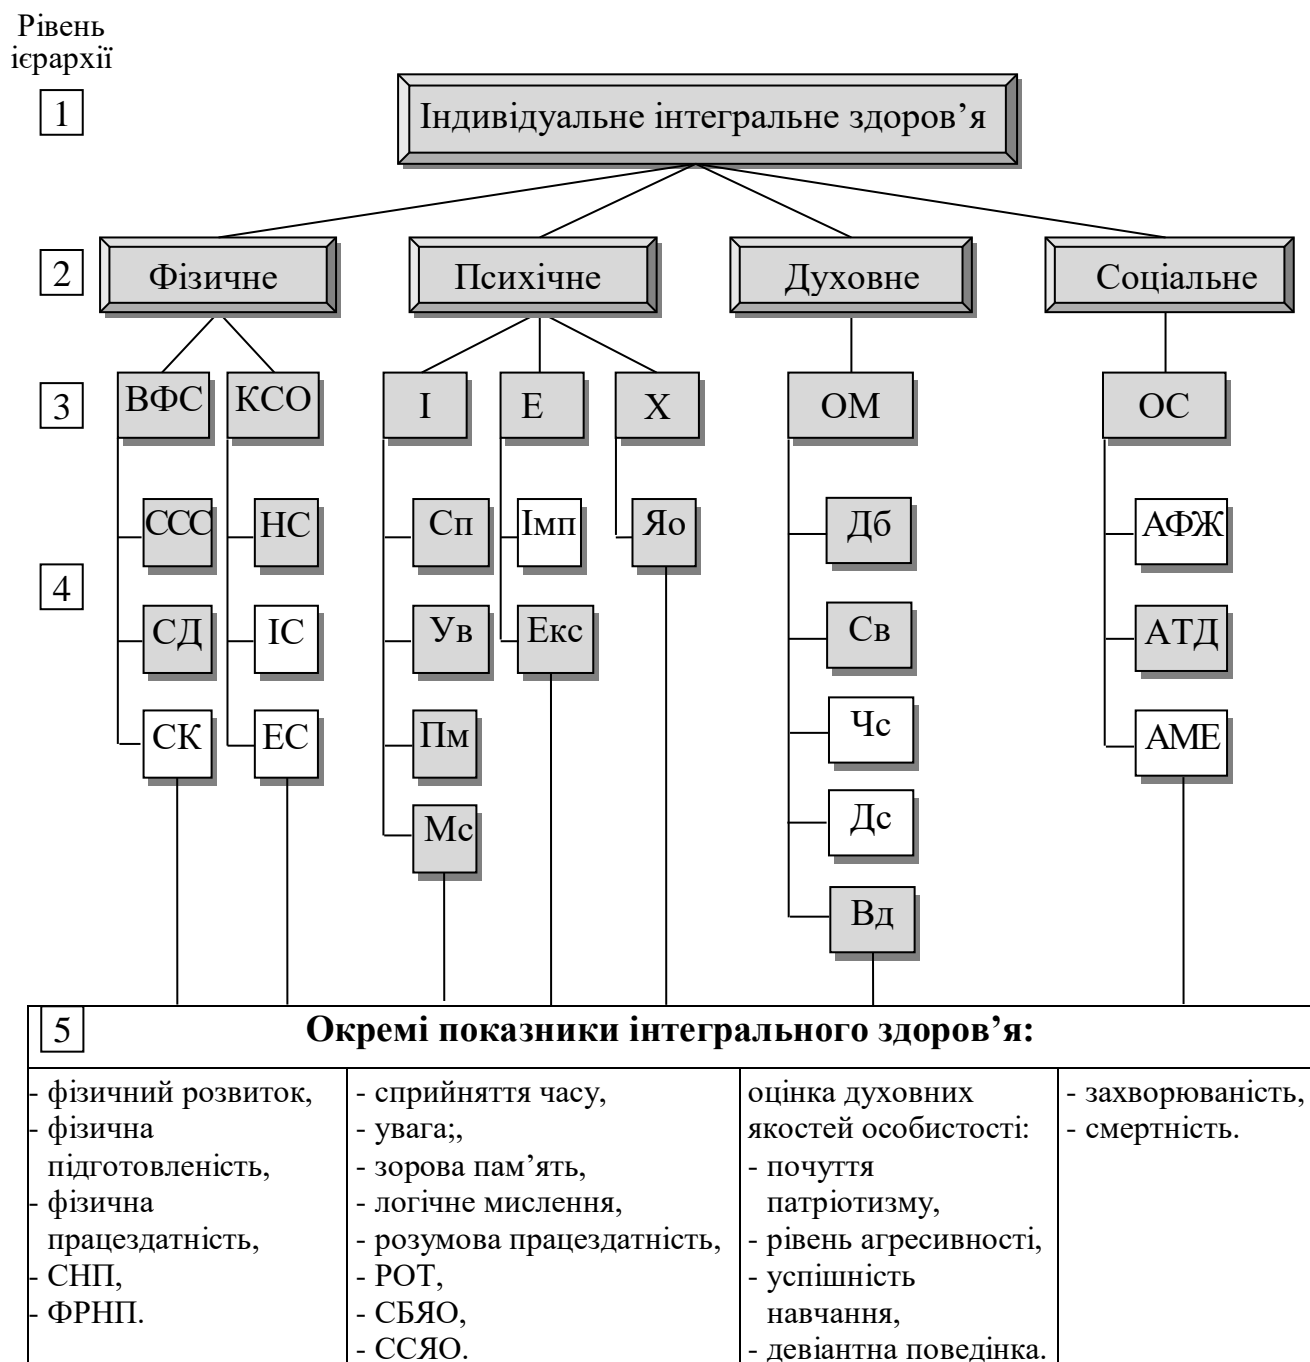 Рівень
ієрархії
1
Індивідуальне інтегральне здоров’я
2
Фізичне
Психічне
Духовне
Соціальне
3
ВФС
КСО
І
Е
Х
ОМ
ОС
4
ССС
НС
Сп
Імп
Яо
Дб
АФЖ
СД
ІС
Ув
Екс
Св
АТД
СК
ЕС
Пм
Чс
АМЕ
Мс
Дс
Вд
5
Окремі показники інтегрального здоров’я:
- фізичний розвиток,
- фізична
підготовленість,
- фізична
працездатність,
- СНП,
- ФРНП.
- сприйняття часу,
- увага;,
- зорова пам’ять,
- логічне мислення,
- розумова працездатність,
- РОТ,
- СБЯО,
- ССЯО.
оцінка духовних
якостей особистості:
- почуття
патріотизму,
- рівень агресивності,
- успішність
навчання,
- девіантна поведінка.
- захворюваність,
- смертність.